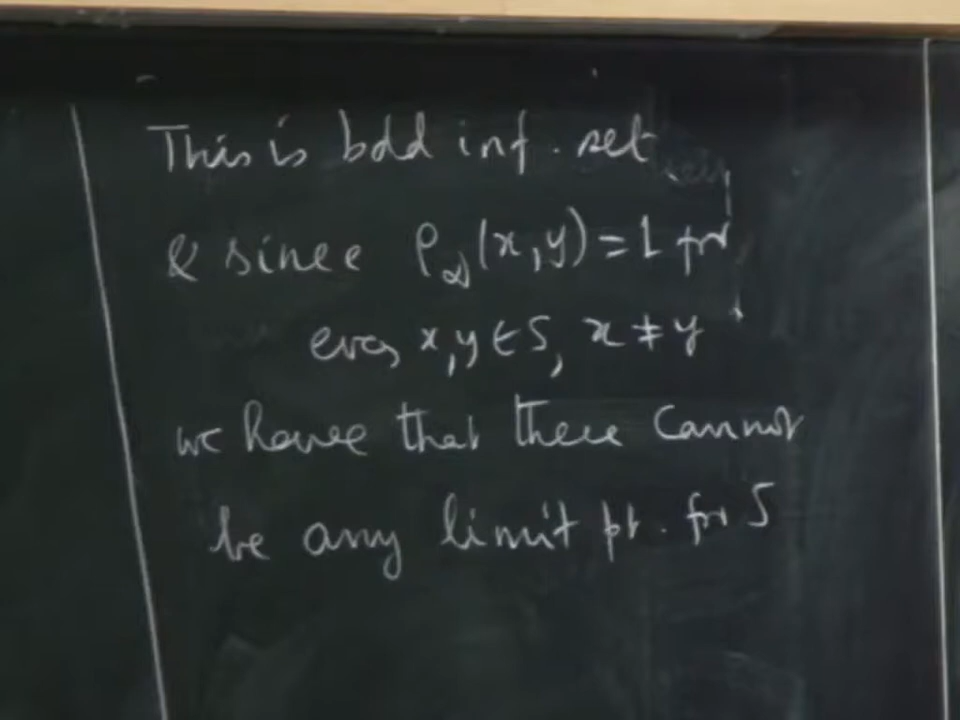 This is bdd inf. set
& since ρ_∞(x,y) = 1 for
every x,y ∈ S, x ≠ y
we have that there cannot
be any limit pt. for S